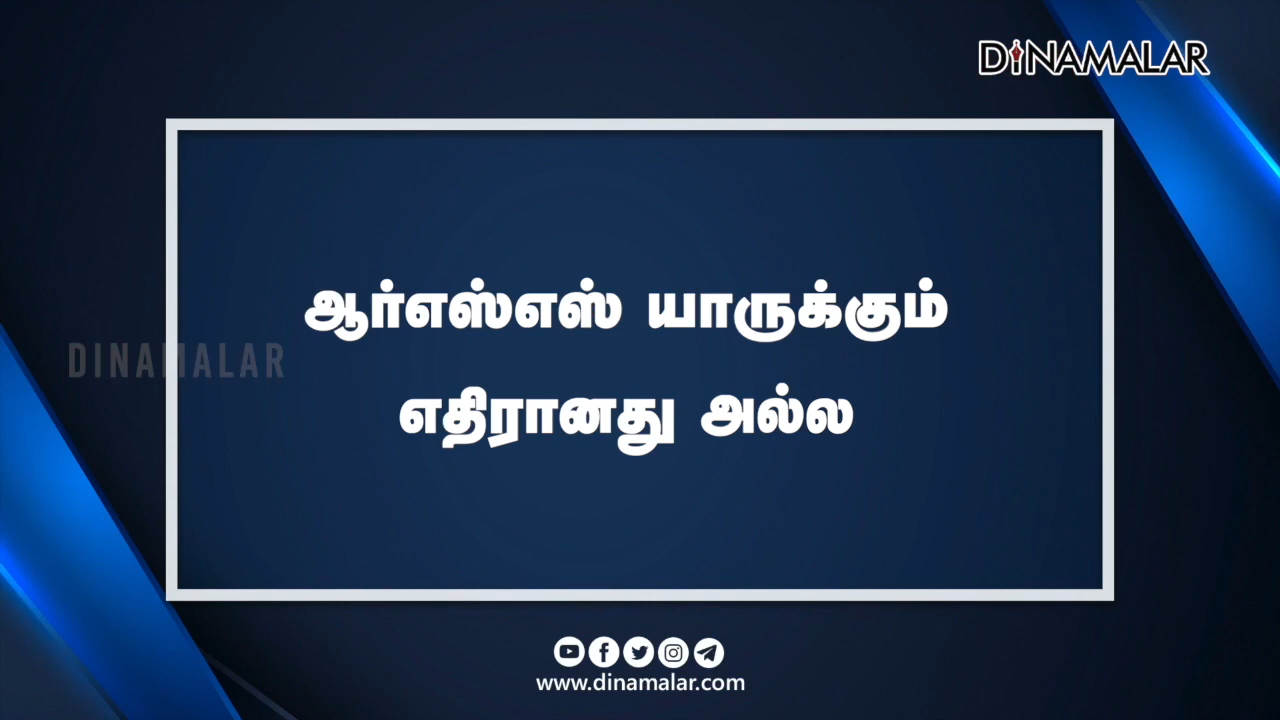 DINAMALAR
ஆர்எஸ்எஸ் யாருக்கும்
DINAMALAR
எதிரானது அல்ல
www.dinamalar.com